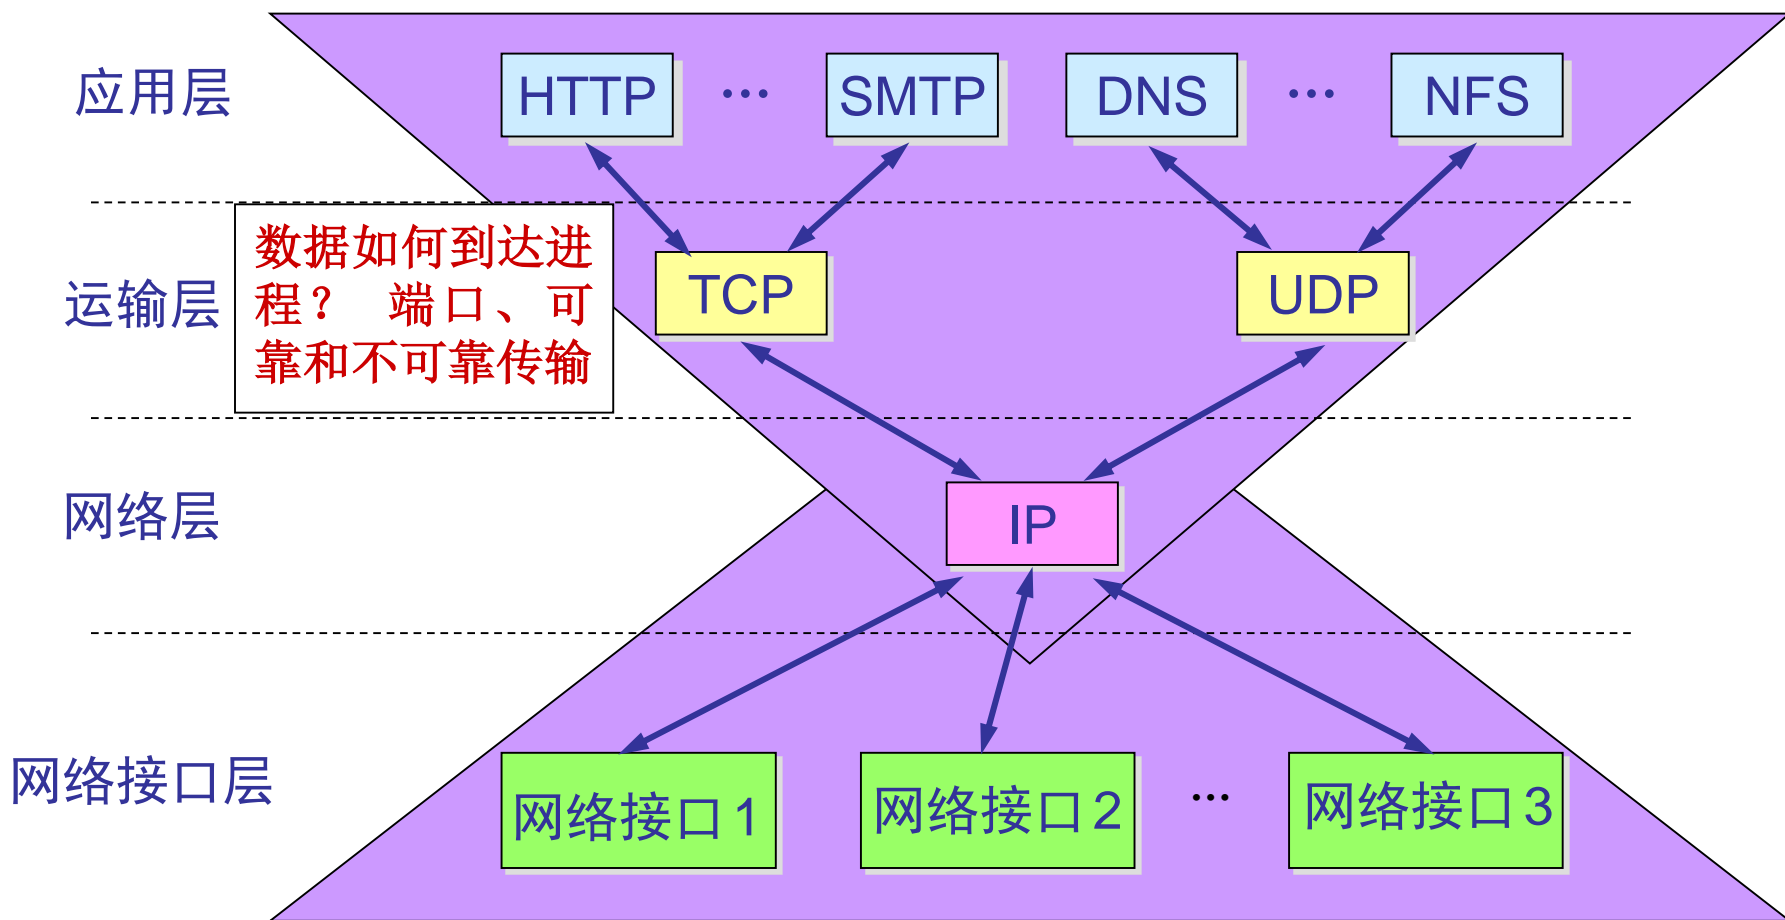 应用层 HTTP … SMTP DNS … NFS
运输层
数据如何到达进
程？ 端口、可
靠和不可靠传输
TCP UDP
网络层 IP
网络接口层 网络接口1 网络接口2 … 网络接口3